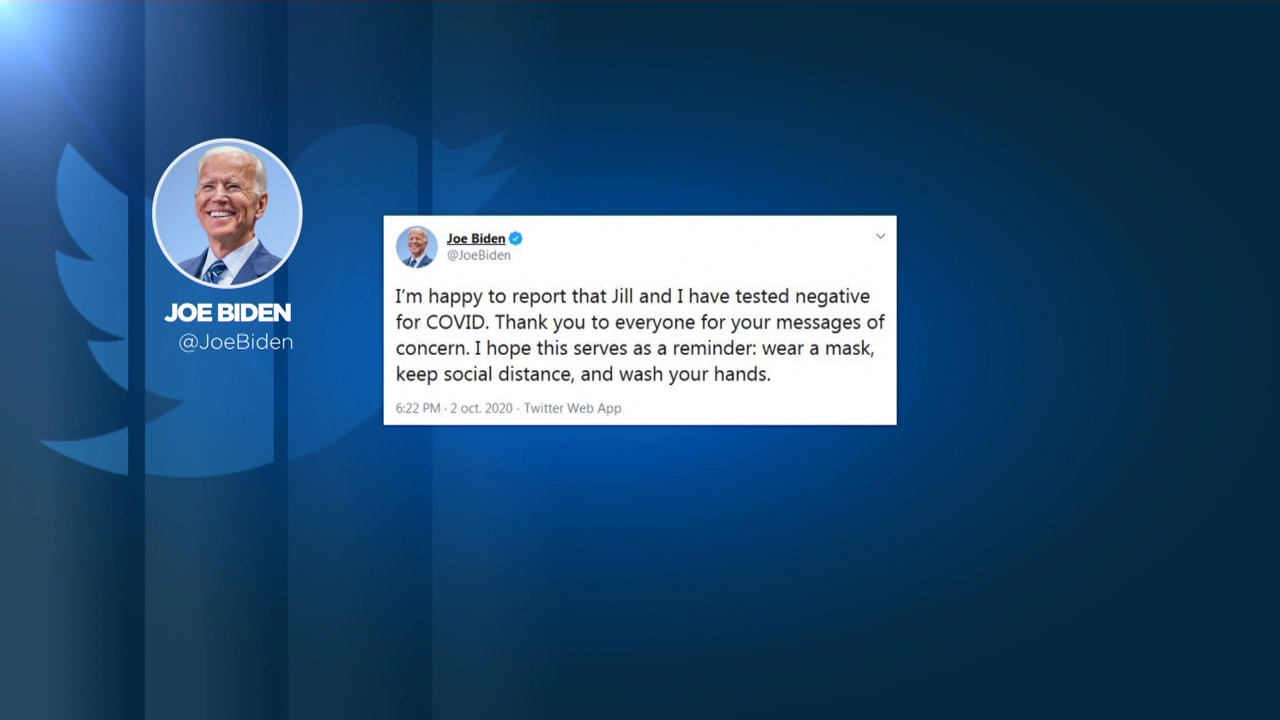 JOE BIDEN
@JoeBiden
Joe Biden
@JoeBiden
I'm happy to report that Jill and I have tested negative
for COVID. Thank you to everyone for your messages of
concern. I hope this serves as a reminder: wear a mask,
keep social distance, and wash your hands.
6:22 PM · 2 oct. 2020 · Twitter Web App